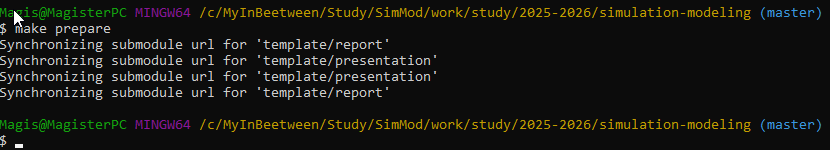 Magis@MagisterPC MINGW64 /c/MyInBeetween/Study/SimMod/work/study/2025-2026/simulation-modeling (master)
$ make prepare
Synchronizing submodule url for 'template/report'
Synchronizing submodule url for 'template/presentation'
Synchronizing submodule url for 'template/presentation'
Synchronizing submodule url for 'template/report'
Magis@MagisterPC MINGW64 /c/MyInBeetween/Study/SimMod/work/study/2025-2026/simulation-modeling (master)
$